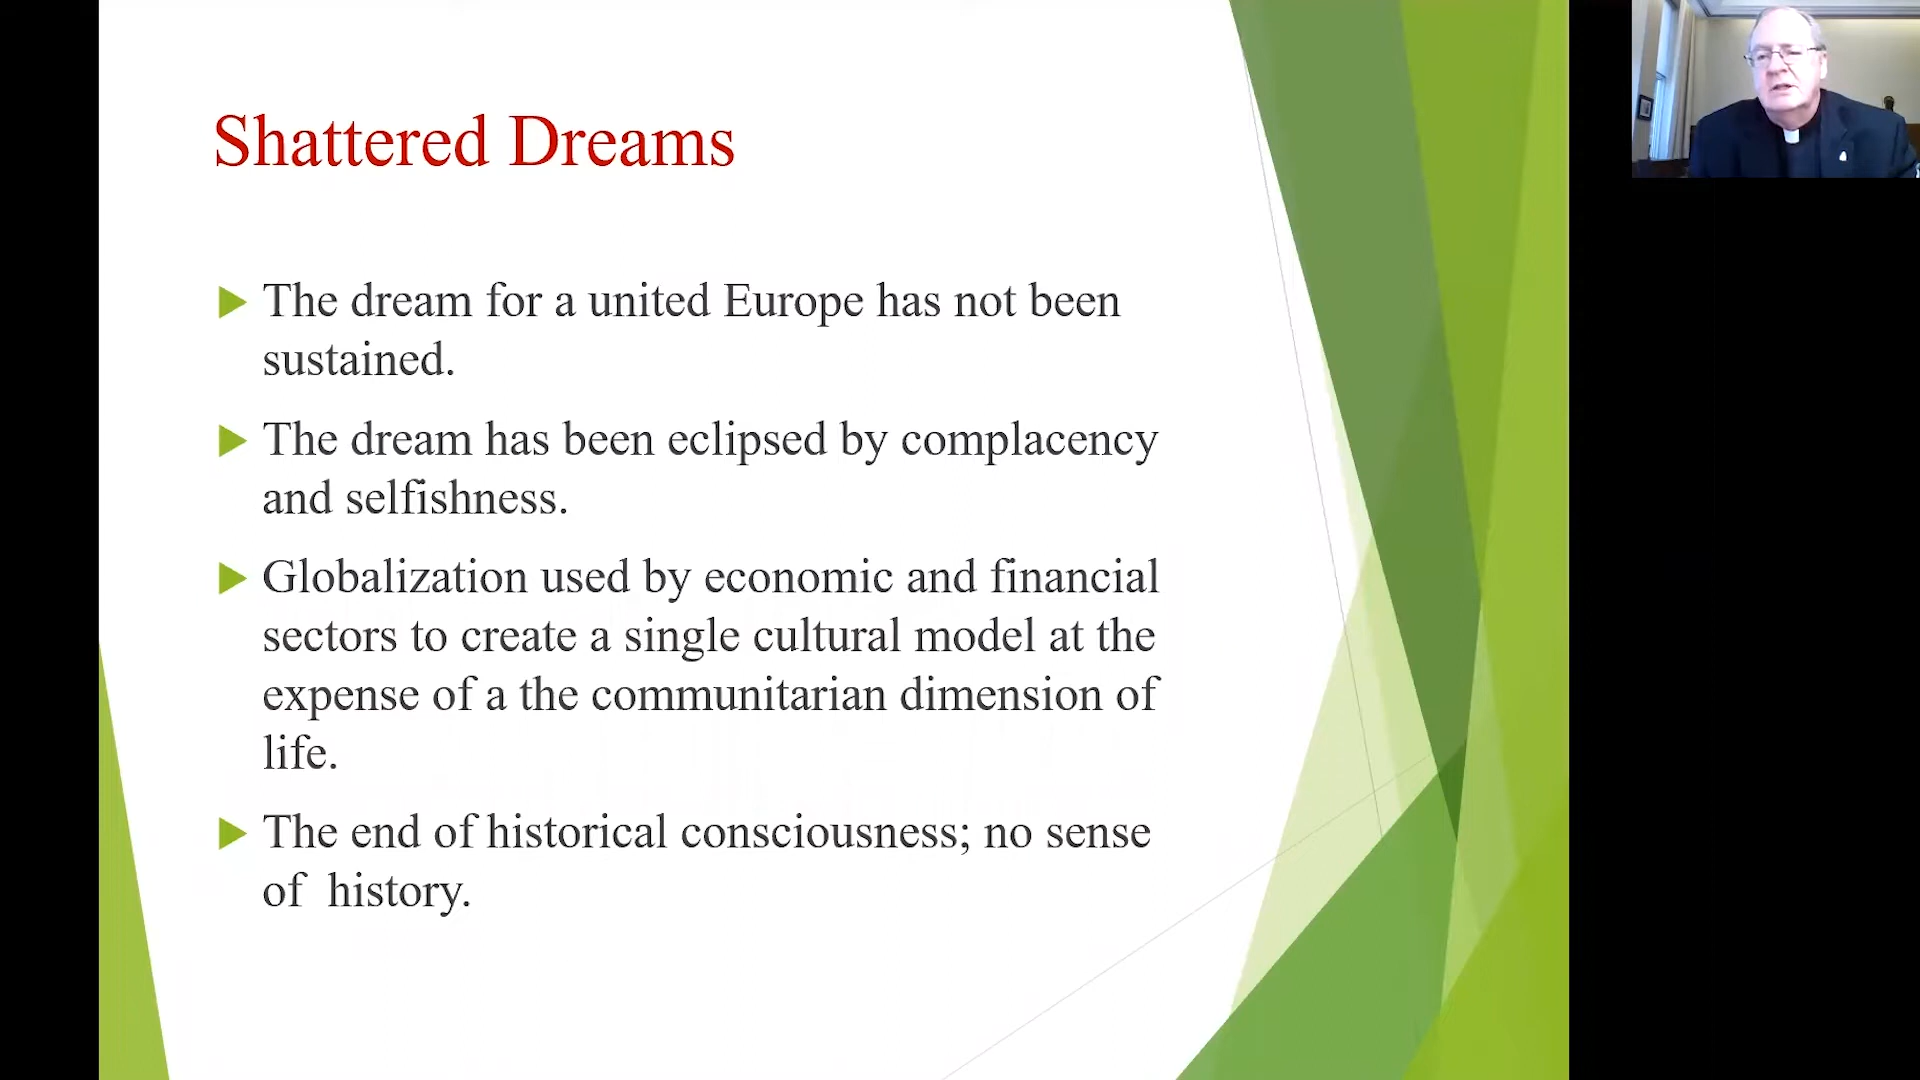 Shattered Dreams
The dream for a united Europe has not been
sustained.
The dream has been eclipsed by complacency
and selfishness.
Globalization used by economic and financial
sectors to create a single cultural model at the
expense of a the communitarian dimension of
life.
The end of historical consciousness; no sense
of  history.